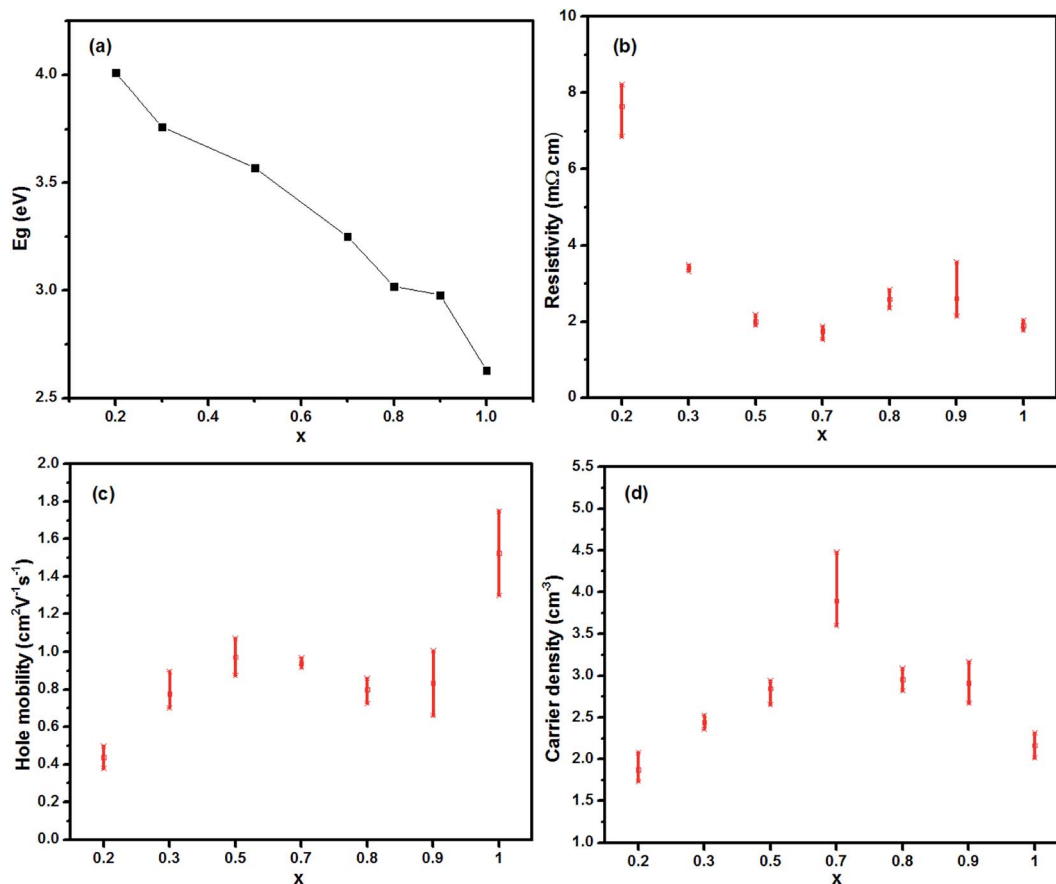 (a)
Eg (eV)
4.0
3.5
3.0
2.5
0.2 0.4 0.6 0.8 1.0
x
(b)
Resistivity (mΩ cm)
10
8
6
4
2
0
0.2 0.3 0.5 0.7 0.8 0.9 1
x
(c)
Hole mobility (cm²V⁻¹s⁻¹)
2.0
1.8
1.6
1.4
1.2
1.0
0.8
0.6
0.4
0.2
0.0
0.2 0.3 0.5 0.7 0.8 0.9 1
x
(d)
Carrier density (cm⁻³)
5.5
5.0
4.5
4.0
3.5
3.0
2.5
2.0
1.5
1.0
0.2 0.3 0.5 0.7 0.8 0.9 1
x